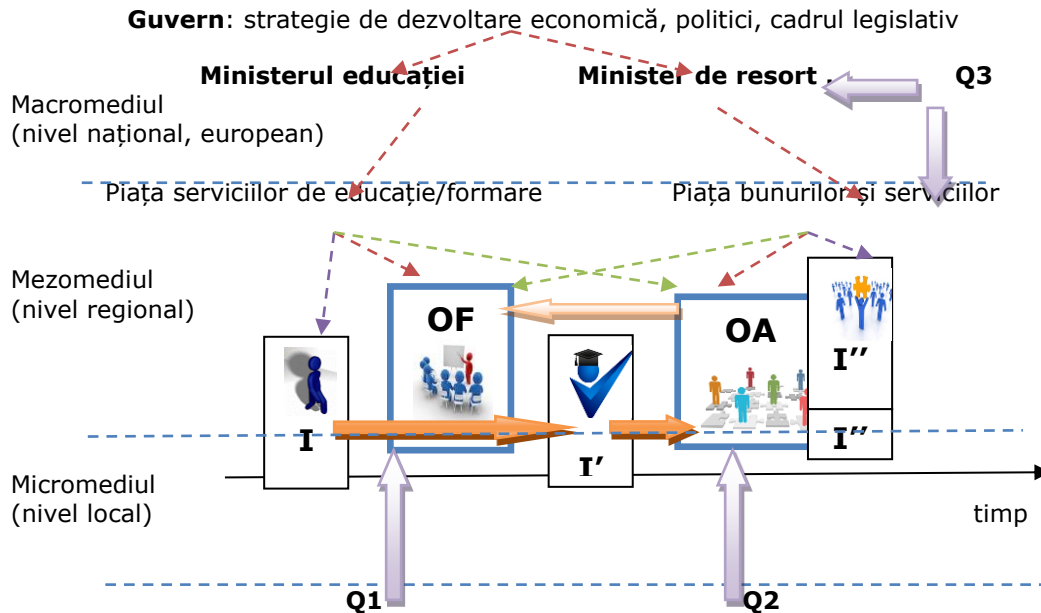 Guvern: strategie de dezvoltare economică, politici, cadrul legislativ
Ministerul educației
Minister de resort .
Q3
Macromediul
(nivel național, european)
Piața serviciilor de educație/formare
Piața bunurilor și serviciilor
Mezomediul
(nivel regional)
OF
OA
I''
I
I'
I''
Micromediul
(nivel local)
timp
Q1
Q2